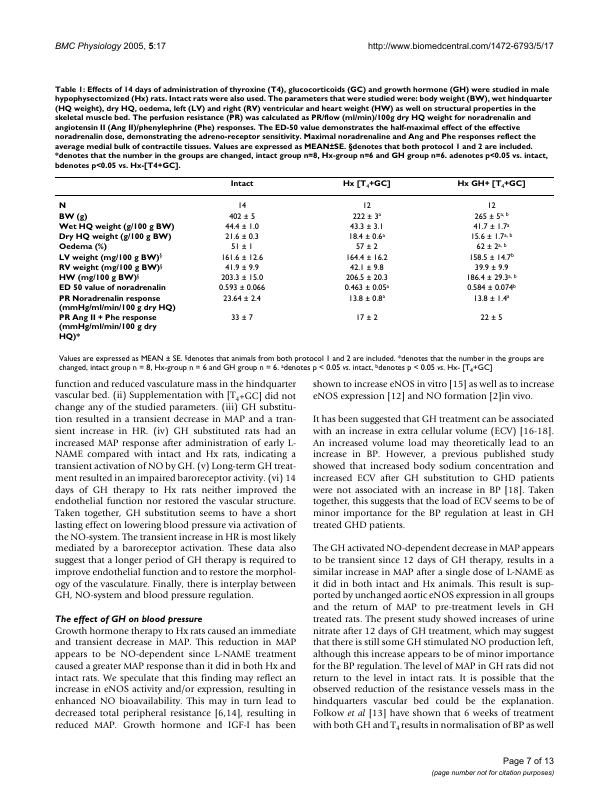 BMC Physiology 2005, 5:17
http://www.biomedcentral.com/1472-6793/5/17
Table 1: Effects of 14 days of administration of thyroxine (T4), glucocorticoids (GC) and growth hormone (GH) were studied in male
hypophysectomized (Hx) rats. Intact rats were also used. The parameters that were studied were: body weight (BW), wet hindquarter
(HQ weight), dry HQ, oedema, left (LV) and right (RV) ventricular and heart weight (HW) as well on structural properties in the
skeletal muscle bed. The perfusion resistance (PR) was calculated as PR/flow (ml/min)/100g dry HQ weight for noradrenalin and
angiotensin II (Ang II)/phenylephrine (Phe) responses. The ED-50 value demonstrates the half-maximal effect of the effective
noradrenalin dose, demonstrating the adreno-receptor sensitivity. Maximal noradrenaline and Ang and Phe responses reflect the
average medial bulk of contractile tissues. Values are expressed as MEAN±SE. §denotes that both protocol 1 and 2 are included.
*denotes that the number in the groups are changed, intact group n=8, Hx-group n=6 and GH group n=6. adenotes p<0.05 vs. intact,
bdenotes p<0.05 vs. Hx-[T4+GC].
Intact Hx [T4+GC] Hx GH+ [T4+GC]
N 14 12 12
BW (g) 402 ± 5 222 ± 3a 265 ± 5a, b
Wet HQ weight (g/100 g BW) 44.4 ± 1.0 43.3 ± 3.1 41.7 ± 1.7a
Dry HQ weight (g/100 g BW) 21.6 ± 0.3 18.4 ± 0.6a 15.6 ± 1.7a, b
Oedema (%) 51 ± 1 57 ± 2 62 ± 2a, b
LV weight (mg/100 g BW)§ 161.6 ± 12.6 164.4 ± 16.2 158.5 ± 14.7b
RV weight (mg/100 g BW)§ 41.9 ± 9.9 42.1 ± 9.8 39.9 ± 9.9
HW (mg/100 g BW)§ 203.3 ± 15.0 206.5 ± 20.3 186.4 ± 29.3a, b
ED 50 value of noradrenalin 0.593 ± 0.066 0.463 ± 0.05a 0.584 ± 0.074b
PR Noradrenalin response 23.64 ± 2.4 13.8 ± 0.8a 13.8 ± 1.4a
(mmHg/ml/min/100 g dry HQ)
PR Ang II + Phe response 33 ± 7 17 ± 2 22 ± 5
(mmHg/ml/min/100 g dry
HQ)*
Values are expressed as MEAN ± SE. §denotes that animals from both protocol 1 and 2 are included. *denotes that the number in the groups are
changed, intact group n = 8, Hx-group n = 6 and GH group n = 6. adenotes p < 0.05 vs. intact, bdenotes p < 0.05 vs. Hx- [T4+GC]
function and reduced vasculature mass in the hindquarter
vascular bed. (ii) Supplementation with [T4+GC] did not
change any of the studied parameters. (iii) GH substitu-
tion resulted in a transient decrease in MAP and a tran-
sient increase in HR. (iv) GH substituted rats had an
increased MAP response after administration of early L-
NAME compared with intact and Hx rats, indicating a
transient activation of NO by GH. (v) Long-term GH treat-
ment resulted in an impaired baroreceptor activity. (vi) 14
days of GH therapy to Hx rats neither improved the
endothelial function nor restored the vascular structure.
Taken together, GH substitution seems to have a short
lasting effect on lowering blood pressure via activation of
the NO-system. The transient increase in HR is most likely
mediated by a baroreceptor activation. These data also
suggest that a longer period of GH therapy is required to
improve endothelial function and to restore the morphol-
ogy of the vasculature. Finally, there is interplay between
GH, NO-system and blood pressure regulation.
The effect of GH on blood pressure
Growth hormone therapy to Hx rats caused an immediate
and transient decrease in MAP. This reduction in MAP
appears to be NO-dependent since L-NAME treatment
caused a greater MAP response than it did in both Hx and
intact rats. We speculate that this finding may reflect an
increase in eNOS activity and/or expression, resulting in
enhanced NO bioavailability. This may in turn lead to
decreased total peripheral resistance [6,14], resulting in
reduced MAP. Growth hormone and IGF-I has been
shown to increase eNOS in vitro [15] as well as to increase
eNOS expression [12] and NO formation [2]in vivo.
It has been suggested that GH treatment can be associated
with an increase in extra cellular volume (ECV) [16-18].
An increased volume load may theoretically lead to an
increase in BP. However, a previous published study
showed that increased body sodium concentration and
increased ECV after GH substitution to GHD patients
were not associated with an increase in BP [18]. Taken
together, this suggests that the load of ECV seems to be of
minor importance for the BP regulation at least in GH
treated GHD patients.
The GH activated NO-dependent decrease in MAP appears
to be transient since 12 days of GH therapy, results in a
similar increase in MAP after a single dose of L-NAME as
it did in both intact and Hx animals. This result is sup-
ported by unchanged aortic eNOS expression in all groups
and the return of MAP to pre-treatment levels in GH
treated rats. The present study showed increases of urine
nitrate after 12 days of GH treatment, which may suggest
that there is still some GH stimulated NO production left,
although this increase appears to be of minor importance
for the BP regulation. The level of MAP in GH rats did not
return to the level in intact rats. It is possible that the
observed reduction of the resistance vessels mass in the
hindquarters vascular bed could be the explanation.
Folkow et al [13] have shown that 6 weeks of treatment
with both GH and T4 results in normalisation of BP as well
Page 7 of 13
(page number not for citation purposes)